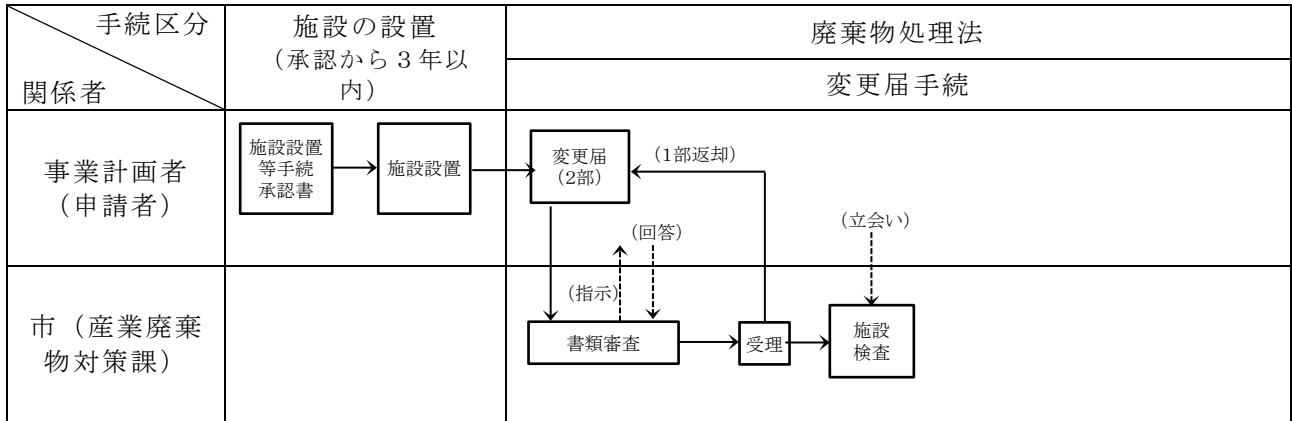 手続区分
関係者
施設の設置
（承認から３年以
内）
廃棄物処理法
変更届手続
事業計画者
（申請者）
施設設置
等手続
承認書
施設設置
変更届
（2部）
（1部返却）
（回答）
（立会い）
市（産業廃棄
物対策課）
（指示）
書類審査
受理
施設
検査